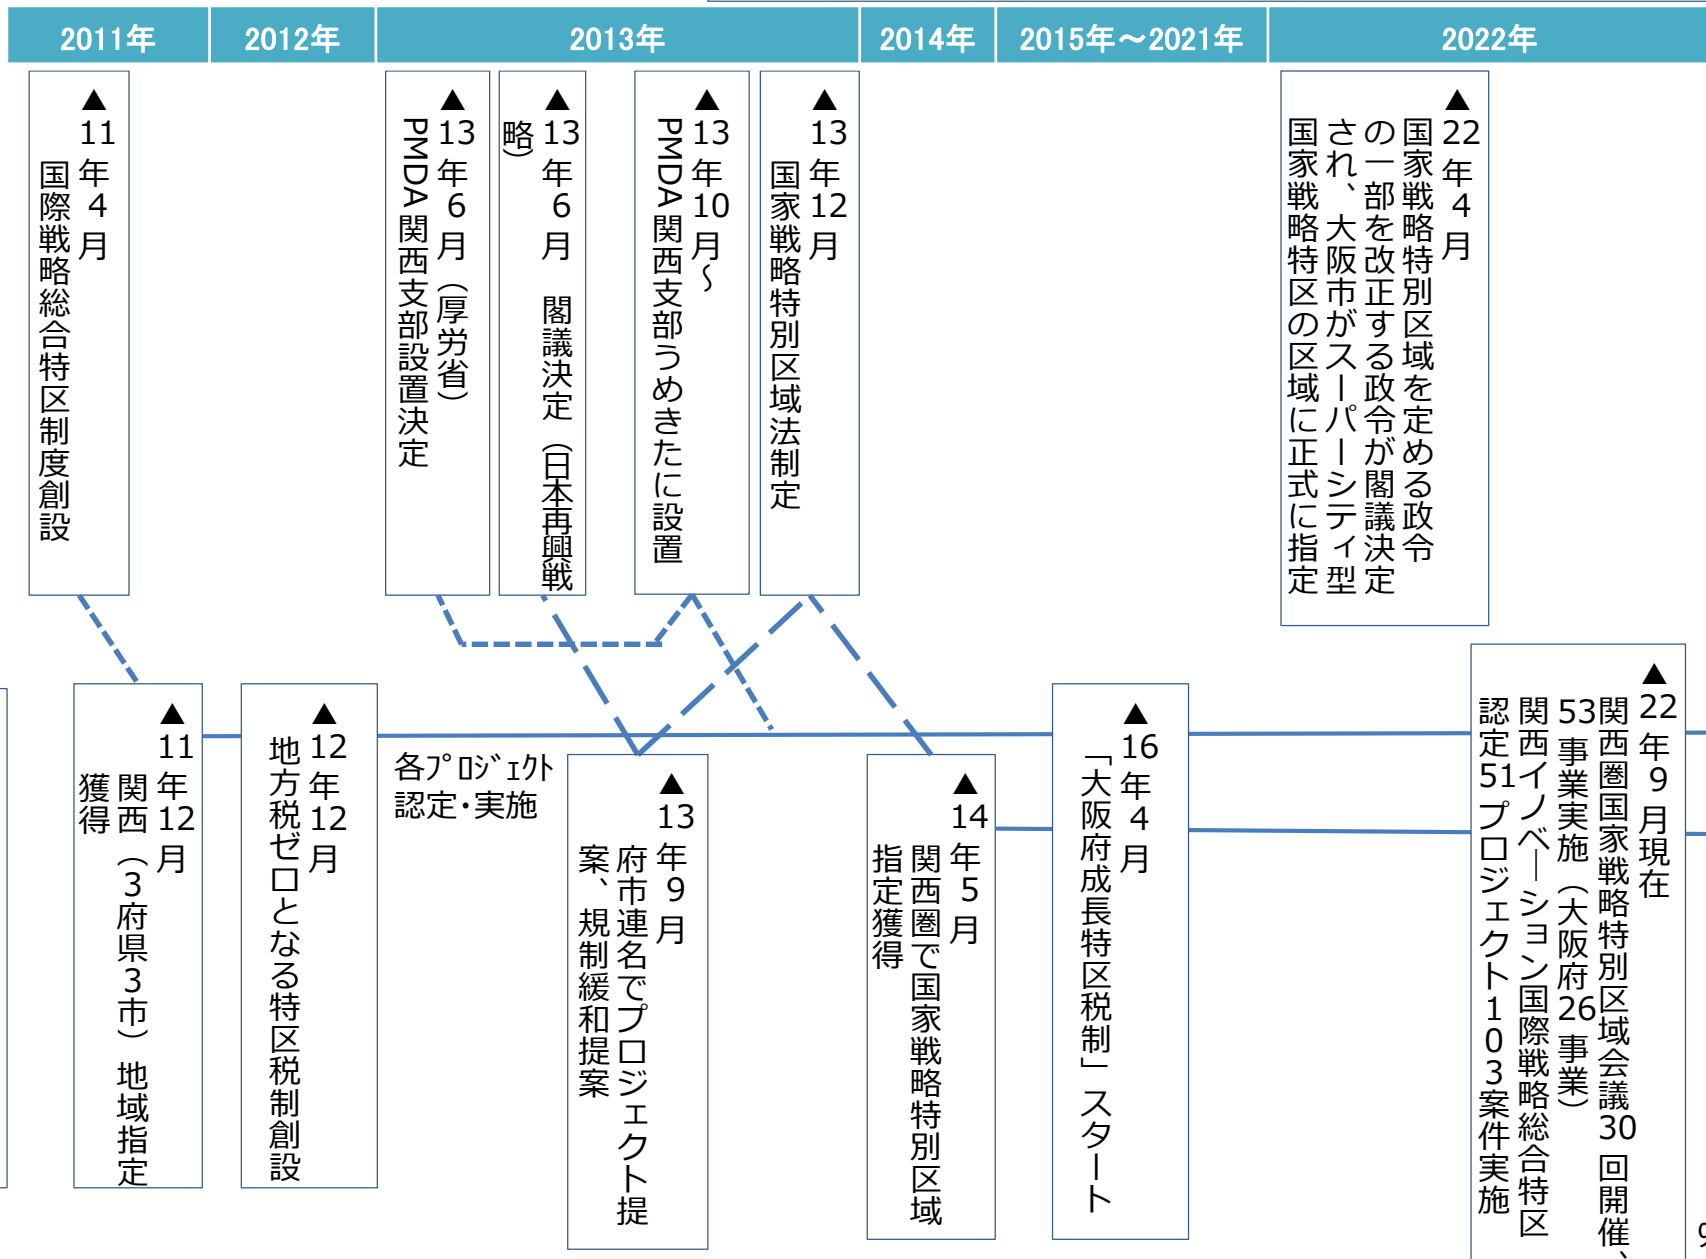 2011年
2012年
2013年
2014年
2015年～2021年
2022年
▲11年4月
国際戦略総合特区制度創設
▲13年6月（厚労省）
PMDA関西支部設置決定
▲13年6月　閣議決定（日本再興戦
略）
▲13年10月～
PMDA関西支部うめきたに設置
▲13年12月
国家戦略特別区域法制定
▲22年4月
国家戦略特別区域を定める政令
の一部を改正する政令が閣議決定
され、大阪市がスーパーシティ型
国家戦略特区の区域に正式に指定
▲11年12月
関西（3府県3市）地域指定
獲得
▲12年12月
地方税ゼロとなる特区税制創設
各ﾌﾟﾛｼﾞｪｸﾄ
認定･実施
▲13年9月
府市連名でプロジェクト提
案、規制緩和提案
▲14年5月
関西圏で国家戦略特別区域
指定獲得
▲16年4月
「大阪府成長特区税制」スタート
▲22年9月現在
関西圏国家戦略特別区域会議30回開催、
53事業実施（大阪府26事業）
関西イノベーション国際戦略総合特区
認定51プロジェクト103案件実施